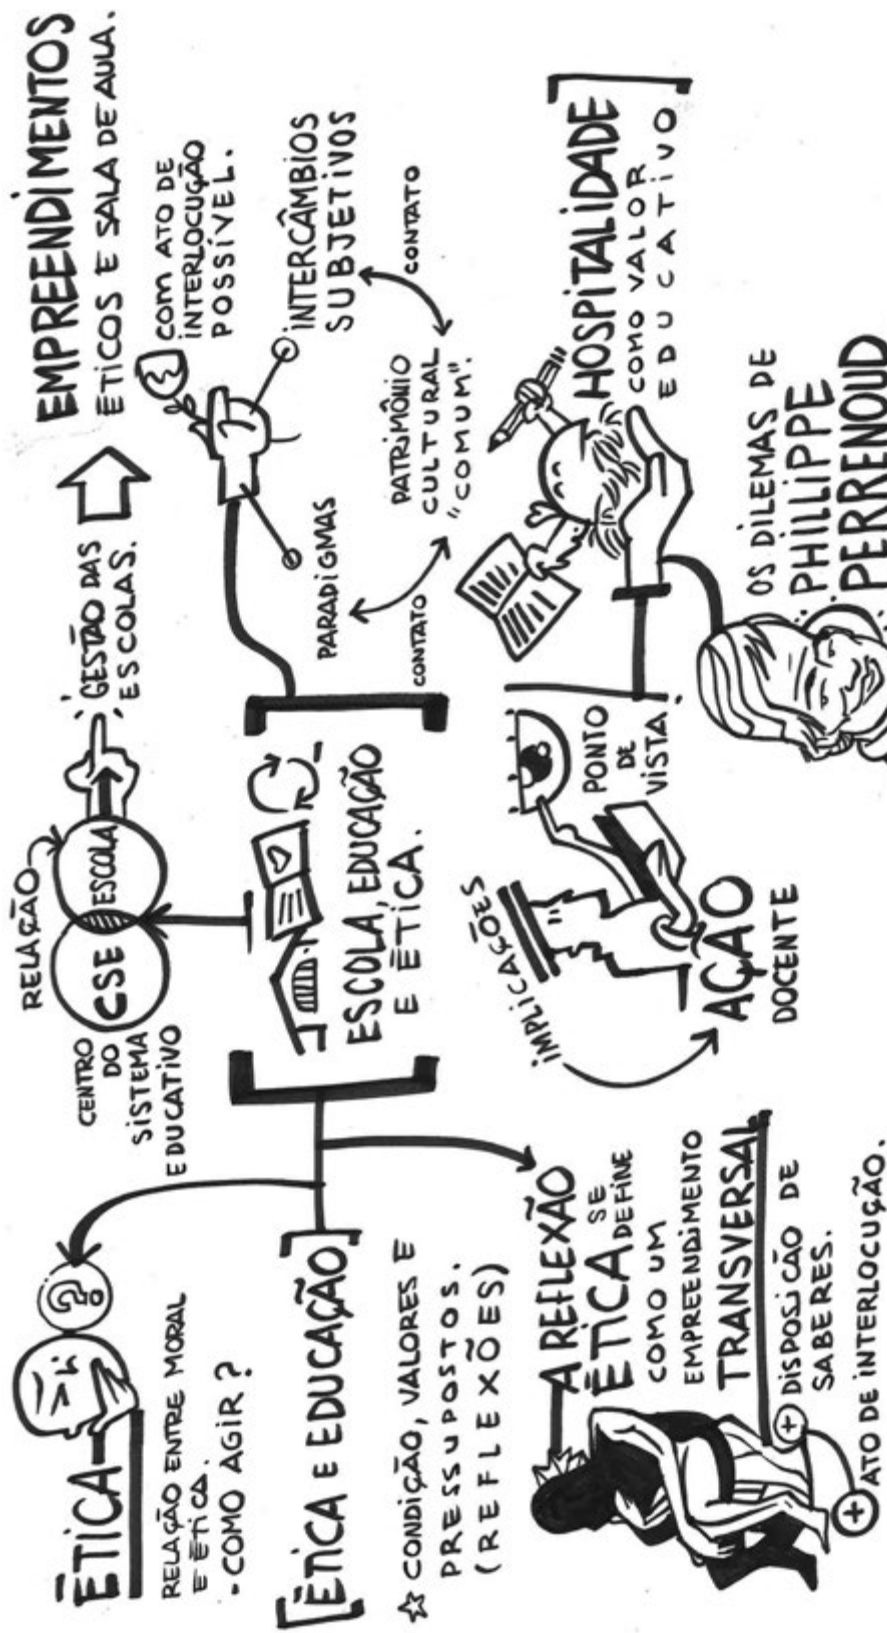 ÉTICA
RELAÇÃO ENTRE MORAL
E ÉTICA.
- COMO AGIR?
?
[ÉTICA E EDUCAÇÃO]
☆ CONDIÇÃO, VALORES E
PRESSUPOSTOS.
(REFLEXÕES)
A REFLEXÃO
ÉTICA SE
DEFINE
COMO UM
EMPREENDIMENTO
TRANSVERSAL
+ DISPOSIÇÃO DE
SABERES.
+ ATO DE INTERLOCUÇÃO.
RELAÇÃO
CENTRO
DO
SISTEMA
EDUCATIVO
CSE
ESCOLA
GESTÃO DAS
ESCOLAS.
EMPREENDIMENTOS
ÉTICOS E SALA DE AULA.
ESCOLA, EDUCAÇÃO
E ÉTICA.
COM ATO DE
INTERLOCUÇÃO
POSSÍVEL.
INTERCÂMBIOS
SUBJETIVOS
PARADIGMAS
CONTATO
PATRIMÔNIO
CULTURAL
"COMUM".
CONTATO
IMPLICAÇÕES
AÇÃO
DOCENTE
PONTO
DE
VISTA!
[HOSPITALIDADE]
COMO VALOR
EDUCATIVO
OS DILEMAS DE
PHILLIPPE
PERRENOUD